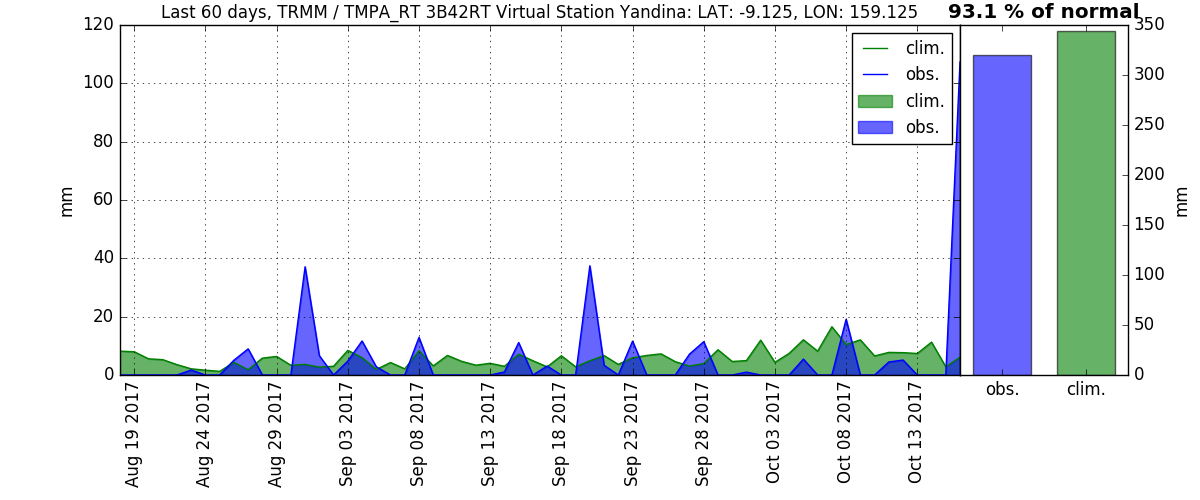 Last 60 days, TRMM / TMPA_RT 3B42RT Virtual Station Yandina: LAT: -9.125, LON: 159.125
93.1 % of normal
120
100
80
60
40
20
0
mm
clim.
obs.
clim.
obs.
350
300
250
200
150
100
50
0
mm
obs.
clim.
Aug 19 2017
Aug 24 2017
Aug 29 2017
Sep 03 2017
Sep 08 2017
Sep 13 2017
Sep 18 2017
Sep 23 2017
Sep 28 2017
Oct 03 2017
Oct 08 2017
Oct 13 2017